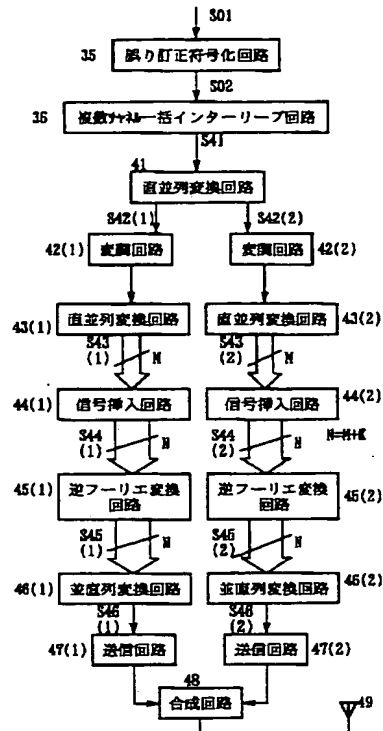 S01
35 誤り訂正符号化回路
S02
36 複数チャネル一括インターリーブ回路
S41
41
直並列変換回路
S42(1) S42(2)
42(1) 変調回路 変調回路 42(2)
43(1) 直並列変換回路 直並列変換回路 43(2)
S43 (1) M S43 (2) M
44(1) 信号挿入回路 信号挿入回路 44(2)
S44 (1) N S44 (2) N N=M+K
45(1) 逆フーリエ変換回路 逆フーリエ変換回路 45(2)
S45 (1) N S45 (2) N
46(1) 並直列変換回路 並直列変換回路 46(2)
S46 (1) S46 (2)
47(1) 送信回路 送信回路 47(2)
48
合成回路 49